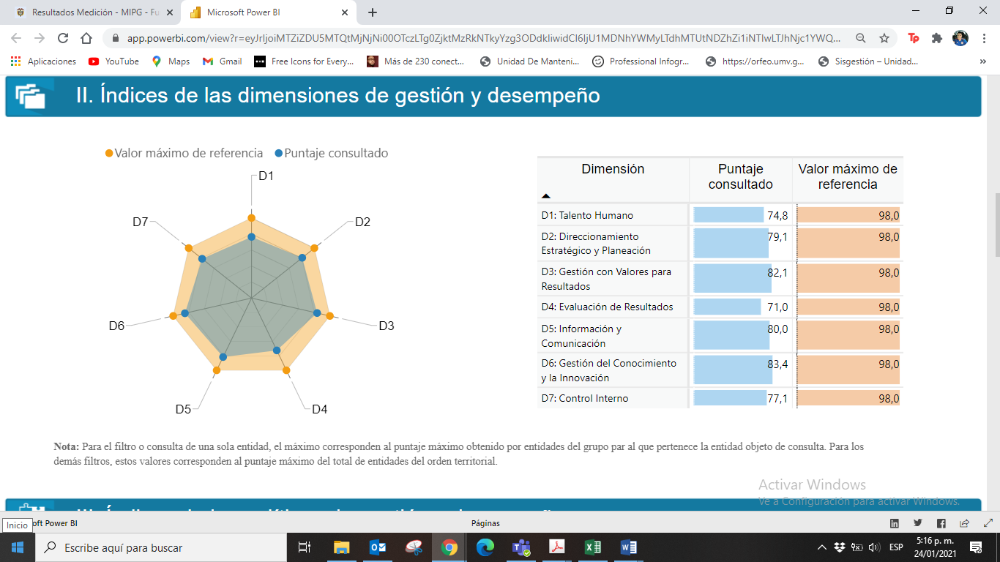 Resultados Medición - MIPG - Fu
Microsoft Power BI
app.powerbi.com/view?r=
Aplicaciones
YouTube
Maps
Gmail
Free Icons for Every...
Más de 230 conect...
Unidad De Manteni...
Professional Infogr...
https://orfeo.umv.g...
Sisgestión – Unidad...
II. Índices de las dimensiones de gestión y desempeño
Valor máximo de referencia
Puntaje consultado
D1
D2
D3
D4
D5
D6
D7
Dimensión Puntaje consultado Valor máximo de referencia
D1: Talento Humano 74,8 98,0
D2: Direccionamiento 79,1 98,0
Estratégico y Planeación
D3: Gestión con Valores para 82,1 98,0
Resultados
D4: Evaluación de Resultados 71,0 98,0
D5: Información y 80,0 98,0
Comunicación
D6: Gestión del Conocimiento 83,4 98,0
y la Innovación
D7: Control Interno 77,1 98,0
Nota: Para el filtro o consulta de una sola entidad, el máximo corresponden al puntaje máximo obtenido por entidades del grupo par al que pertenece la entidad objeto de consulta. Para los
demás filtros, estos valores corresponden al puntaje máximo del total de entidades del orden territorial.
Activar Windows
Ve a Configuración para activar Windows.
Inicio
oft Power BI
Páginas
Escribe aquí para buscar
ESP
5:16 p. m.
24/01/2021